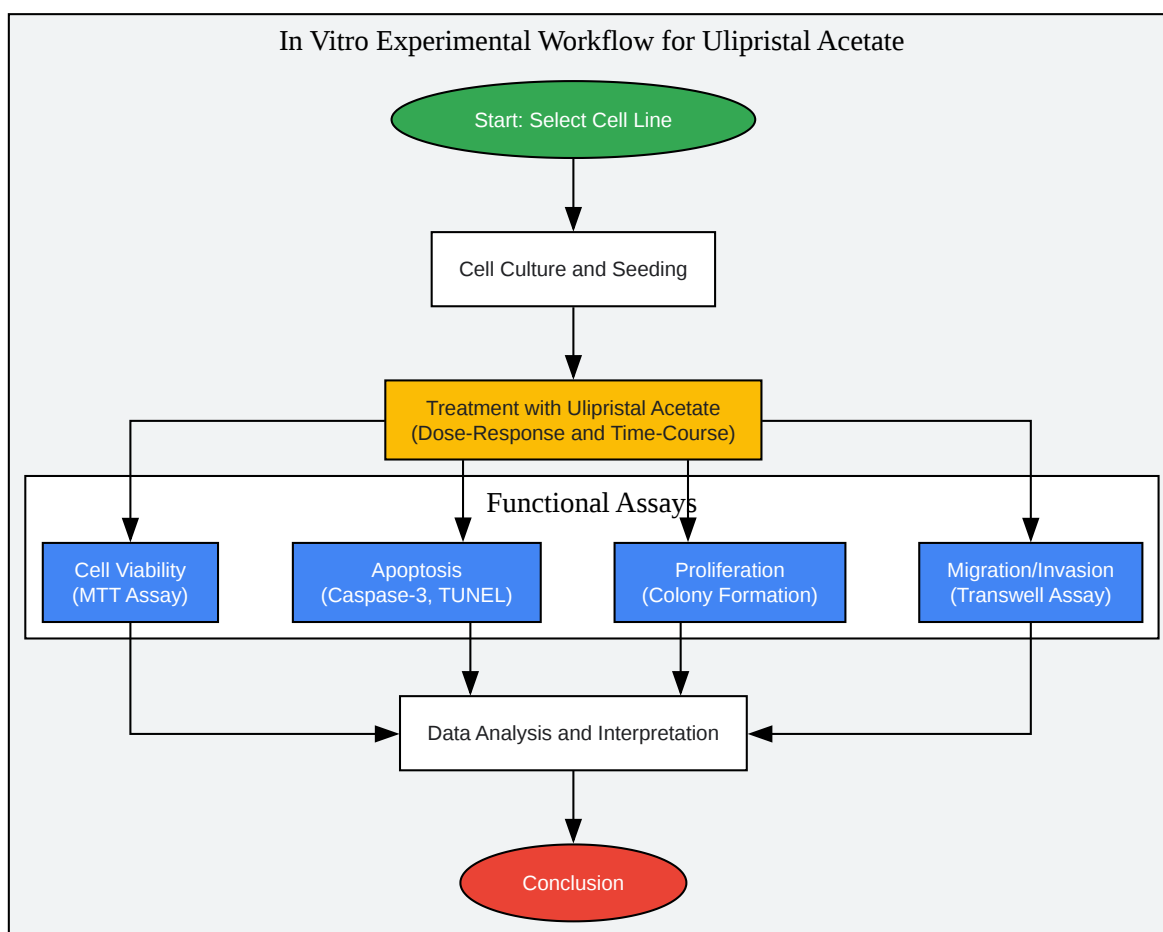 In Vitro Experimental Workflow for Ulipristal Acetate
Start: Select Cell Line
Cell Culture and Seeding
Treatment with Ulipristal Acetate
(Dose-Response and Time-Course)
Functional Assays
Cell Viability
(MTT Assay)
Apoptosis
(Caspase-3, TUNEL)
Proliferation
(Colony Formation)
Migration/Invasion
(Transwell Assay)
Data Analysis and Interpretation
Conclusion